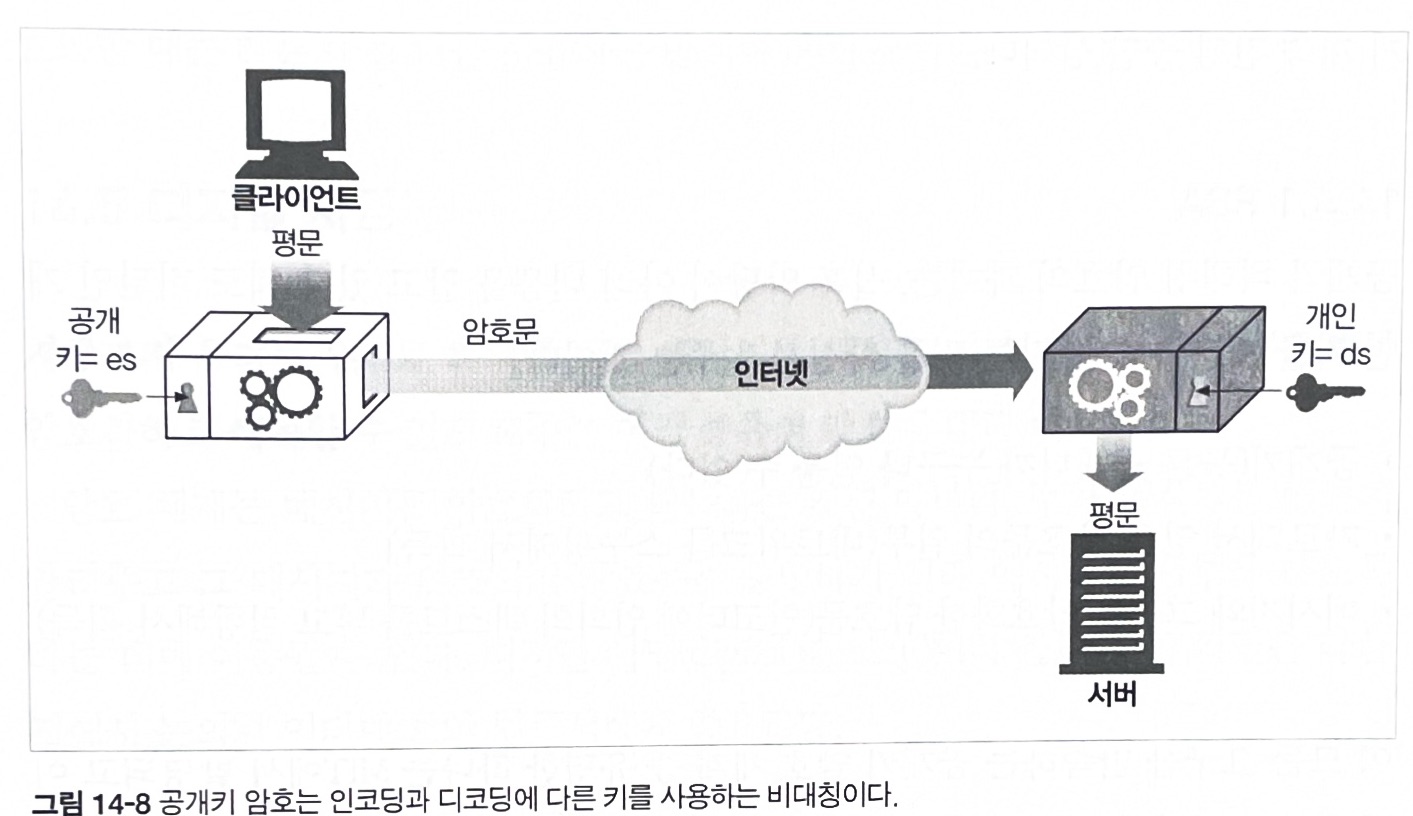 클라이언트
평문
공개
키= es
암호문
인터넷
개인
키= ds
평문
서버
그림 14-8 공개키 암호는 인코딩과 디코딩에 다른 키를 사용하는 비대칭이다.